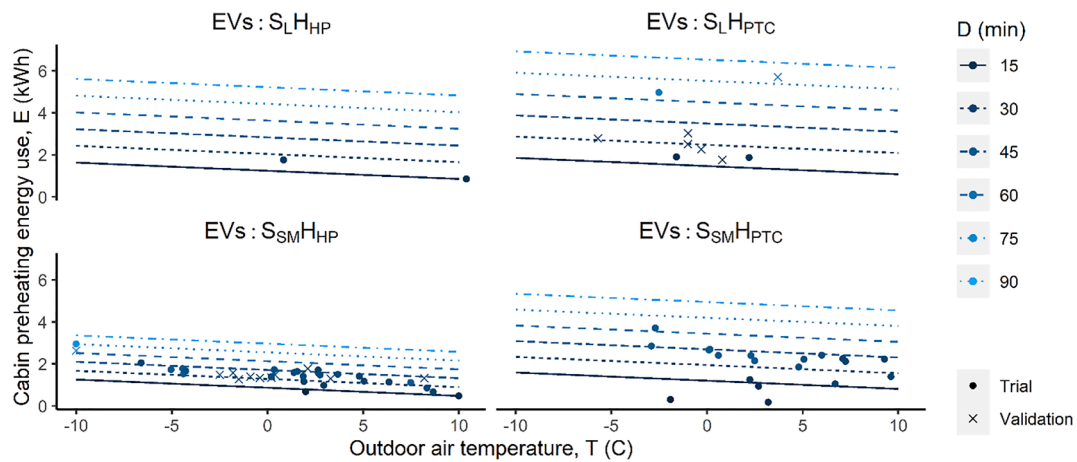 EVs : S_L H_HP
EVs : S_L H_PTC
6
4
2
0
EVs : S_SM H_HP
EVs : S_SM H_PTC
6
4
2
0
-10 -5 0 5 10
-10 -5 0 5 10
Cabin preheating energy use, E (kWh)
Outdoor air temperature, T (C)
D (min)
15
30
45
60
75
90
Trial
Validation